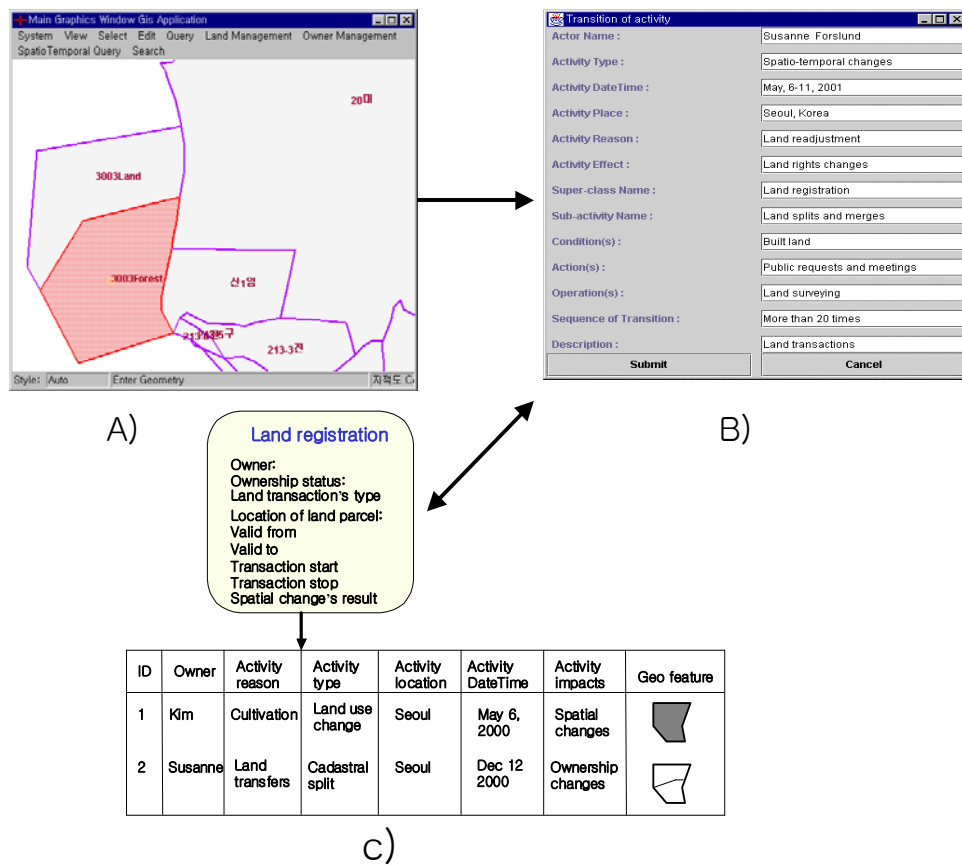 Main Graphics Window Gis Application
System View Select Edit Query Land Management Owner Management
SpatioTemporal Query Search
20대
3003Land
3003Forest
산1임
213-3전
Style: Auto Enter Geometry 지적도
A)
Transition of activity
Actor Name : Susanne Forslund
Activity Type : Spatio-temporal changes
Activity DateTime : May, 6-11, 2001
Activity Place : Seoul, Korea
Activity Reason : Land readjustment
Activity Effect : Land rights changes
Super-class Name : Land registration
Sub-activity Name : Land splits and merges
Condition(s) : Built land
Action(s) : Public requests and meetings
Operation(s) : Land surveying
Sequence of Transition : More than 20 times
Description : Land transactions
Submit Cancel
B)
Land registration
Owner:
Ownership status:
Land transaction's type
Location of land parcel:
Valid from
Valid to
Transaction start
Transaction stop
Spatial change's result
ID Owner Activity reason Activity type Activity location Activity DateTime Activity impacts Geo feature
1 Kim Cultivation Land use change Seoul May 6, 2000 Spatial changes
2 Susanne Land transfers Cadastral split Seoul Dec 12 2000 Ownership changes
c)